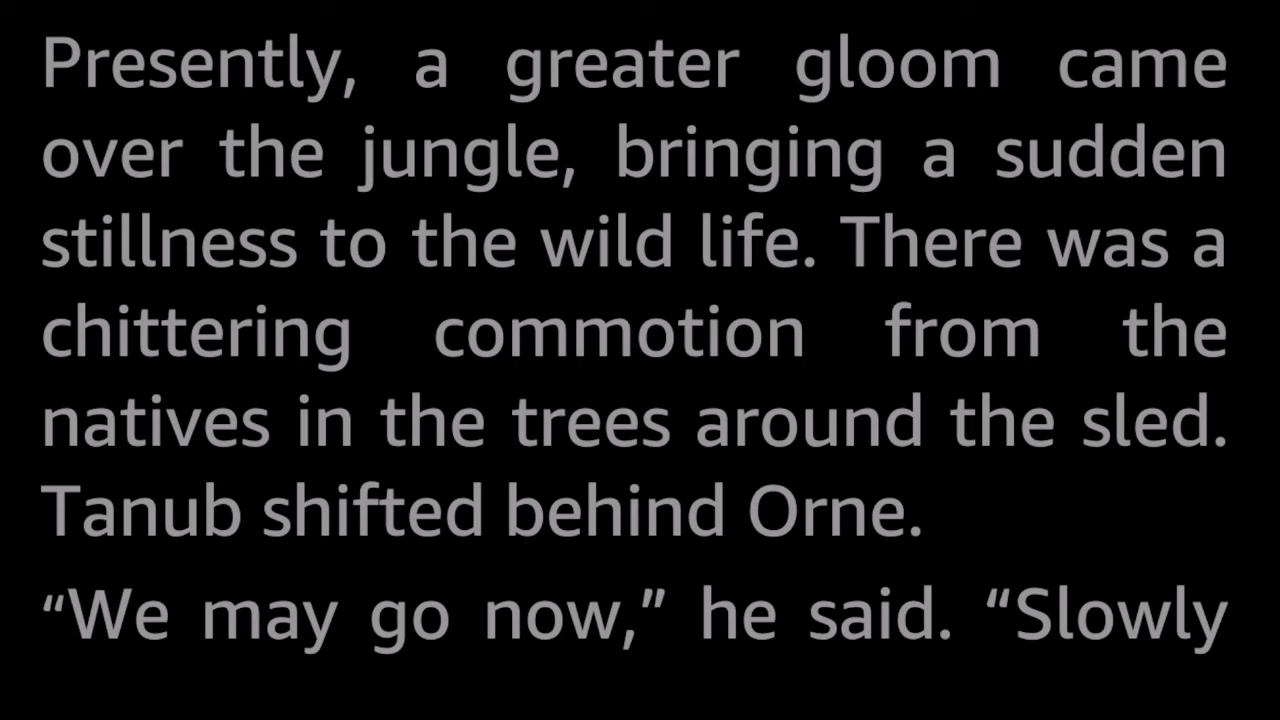 Presently, a greater gloom came
over the jungle, bringing a sudden
stillness to the wild life. There was a
chittering commotion from the
natives in the trees around the sled.
Tanub shifted behind Orne.
“We may go now,” he said. “Slowly